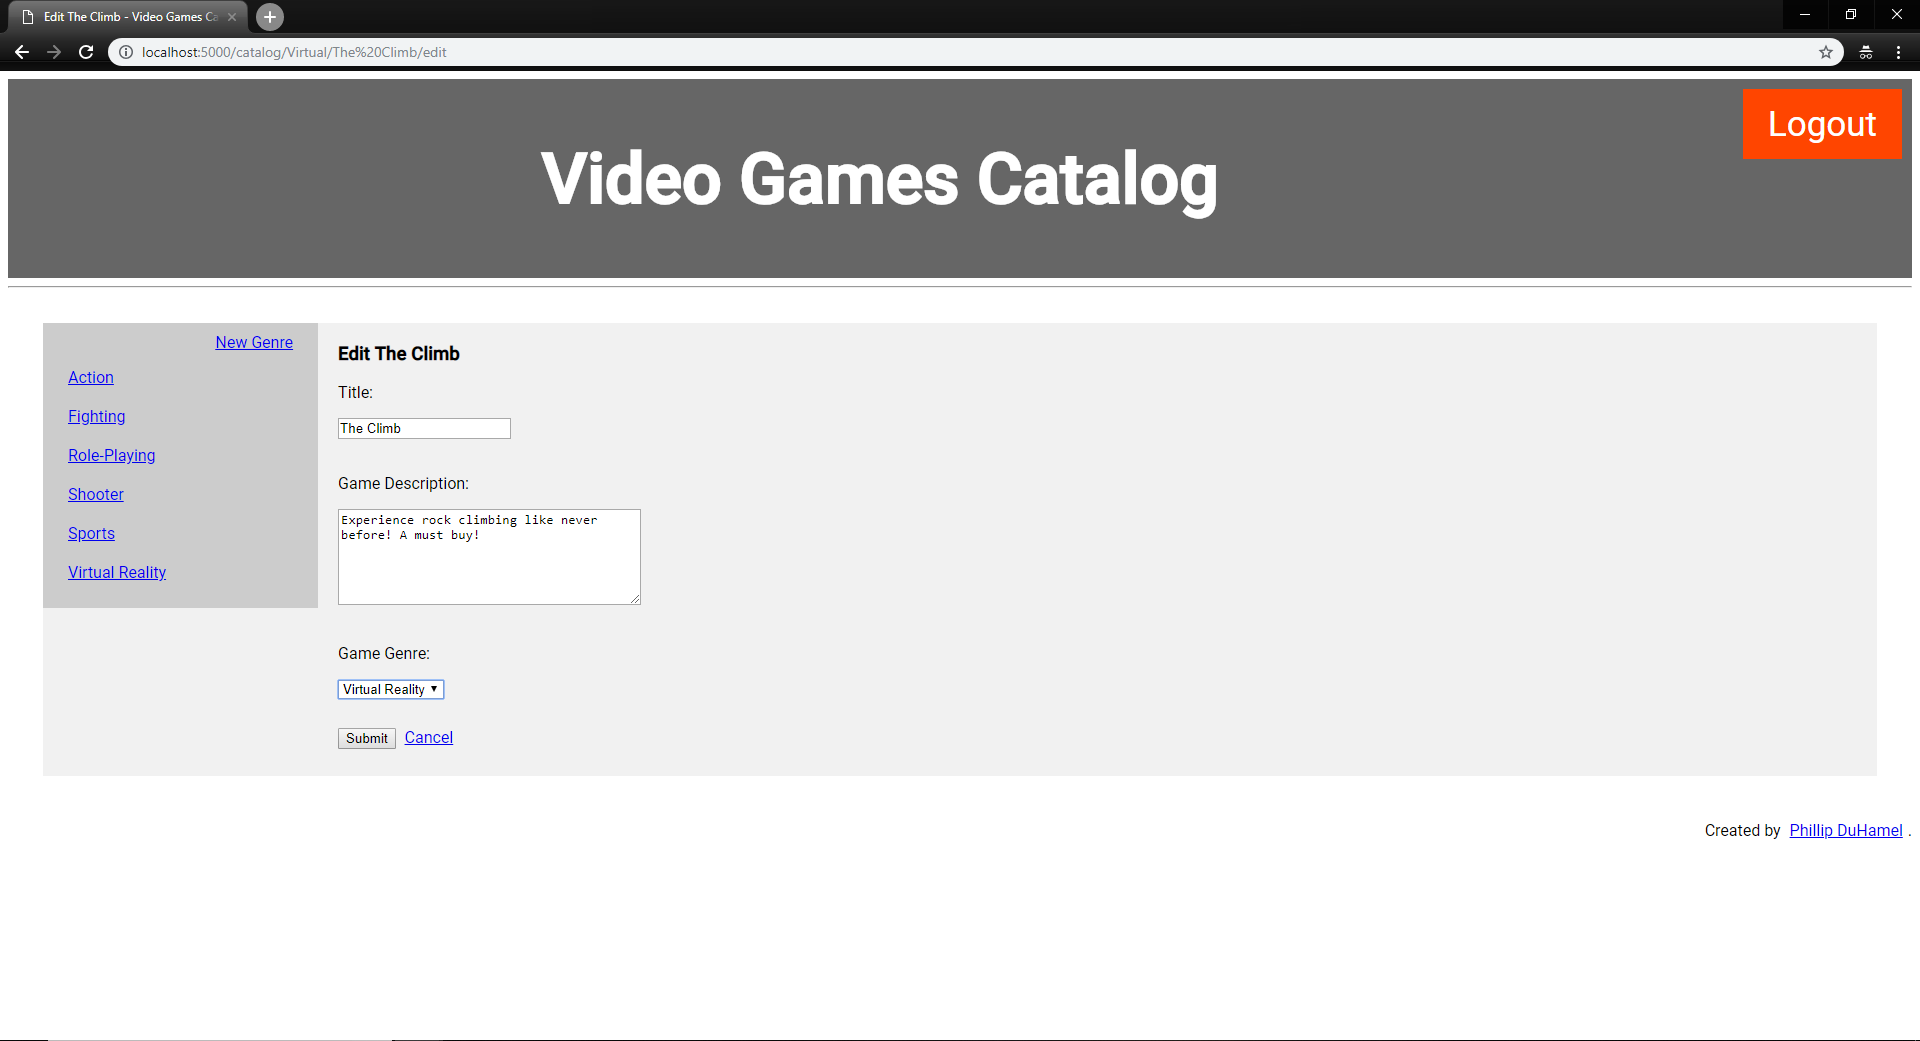 Edit The Climb - Video Games Ca
localhost:5000/catalog/Virtual/The%20Climb/edit
Logout
Video Games Catalog
New Genre
Action
Fighting
Role-Playing
Shooter
Sports
Virtual Reality
Edit The Climb
Title:
The Climb
Game Description:
Experience rock climbing like never
before! A must buy!
Game Genre:
Virtual Reality
Submit Cancel
Created by Phillip DuHamel .